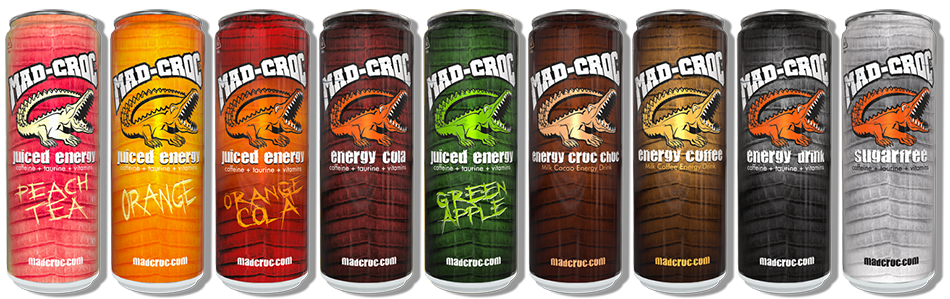 MAD-CROC
juiced energy
caffeine + taurine + vitamins
PEACH
TEA
madcroc.com
MAD-CROC
juiced energy
caffeine + taurine + vitamins
ORANGE
madcroc.com
MAD-CROC
juiced energy
caffeine + taurine + vitamins
ORANGE
COLA
madcroc.com
MAD-CROC
energy cola
caffeine + taurine + vitamins
madcroc.com
MAD-CROC
juiced energy
caffeine + taurine + vitamins
GREEN
APPLE
madcroc.com
MAD-CROC
energy croc choc
Milk Cacao Energy Drink
madcroc.com
MAD-CROC
energy coffee
Milk Coffee Energy Drink
madcroc.com
MAD-CROC
energy drink
caffeine + taurine + vitamins
madcroc.com
MAD-CROC
sugarfree
caffeine + taurine + vitamins
madcroc.com